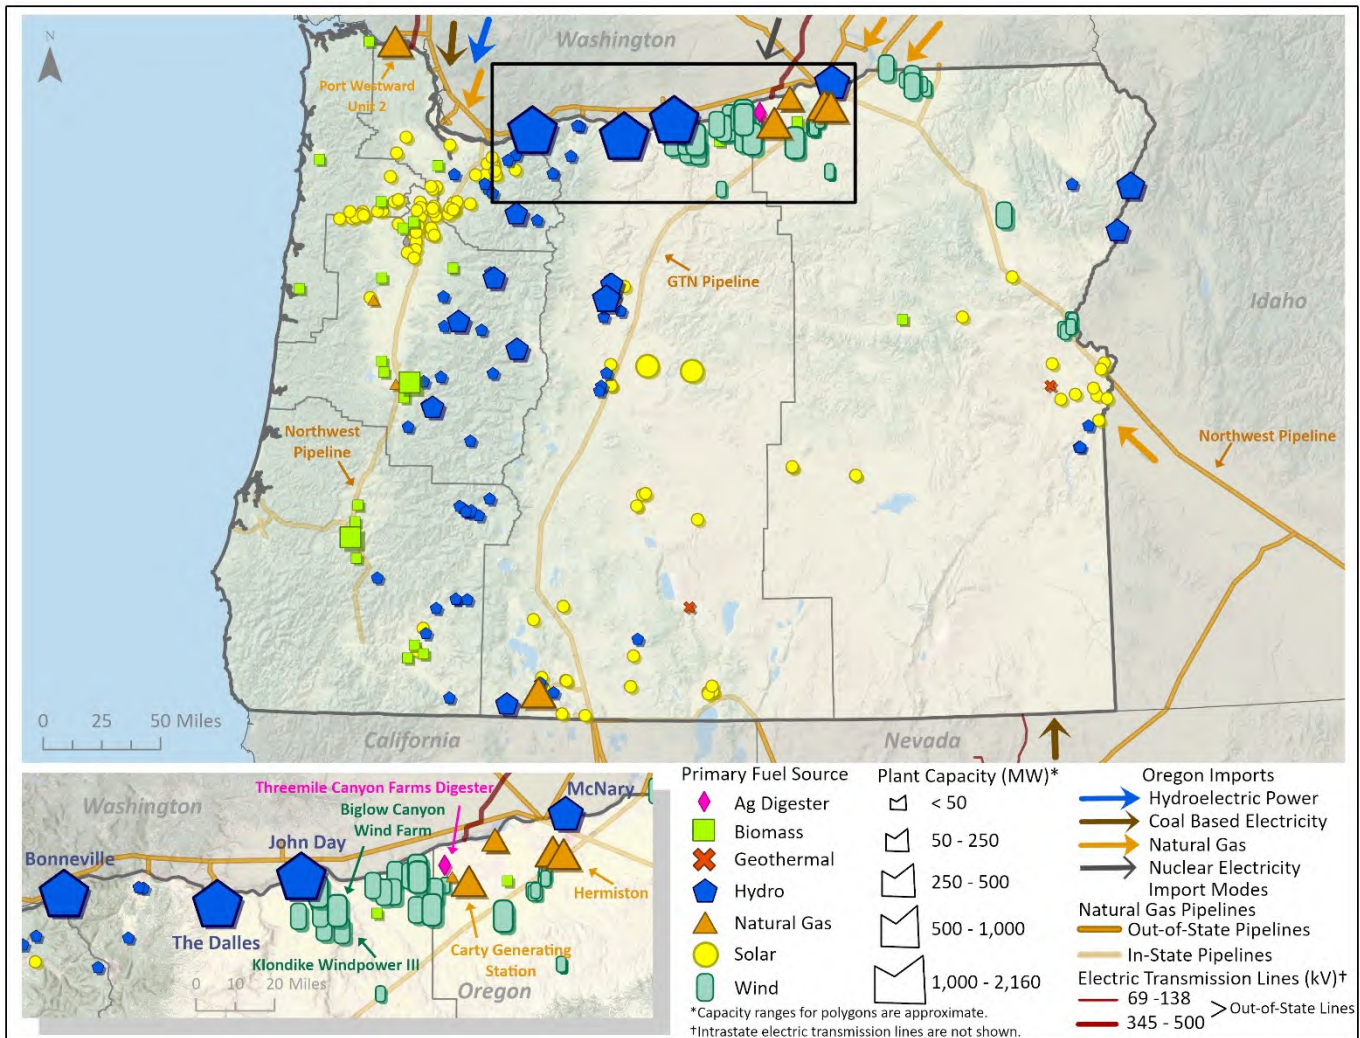 N
Washington
Port Westward
Unit 2
GTN Pipeline
Idaho
Northwest
Pipeline
Northwest Pipeline
0 25 50 Miles
California
Nevada
Washington
Threemile Canyon Farms Digester
Biglow Canyon
Wind Farm
McNary
John Day
Bonneville
Hermiston
The Dalles
Carty Generating
Station
Klondike Windpower III
0 10 20 Miles
Oregon
Primary Fuel Source
Ag Digester
Biomass
Geothermal
Hydro
Natural Gas
Solar
Wind
Plant Capacity (MW)*
< 50
50 - 250
250 - 500
500 - 1,000
1,000 - 2,160
*Capacity ranges for polygons are approximate.
†Intrastate electric transmission lines are not shown.
Oregon Imports
Hydroelectric Power
Coal Based Electricity
Natural Gas
Nuclear Electricity
Import Modes
Natural Gas Pipelines
Out-of-State Pipelines
In-State Pipelines
Electric Transmission Lines (kV)†
69 -138
345 - 500
Out-of-State Lines